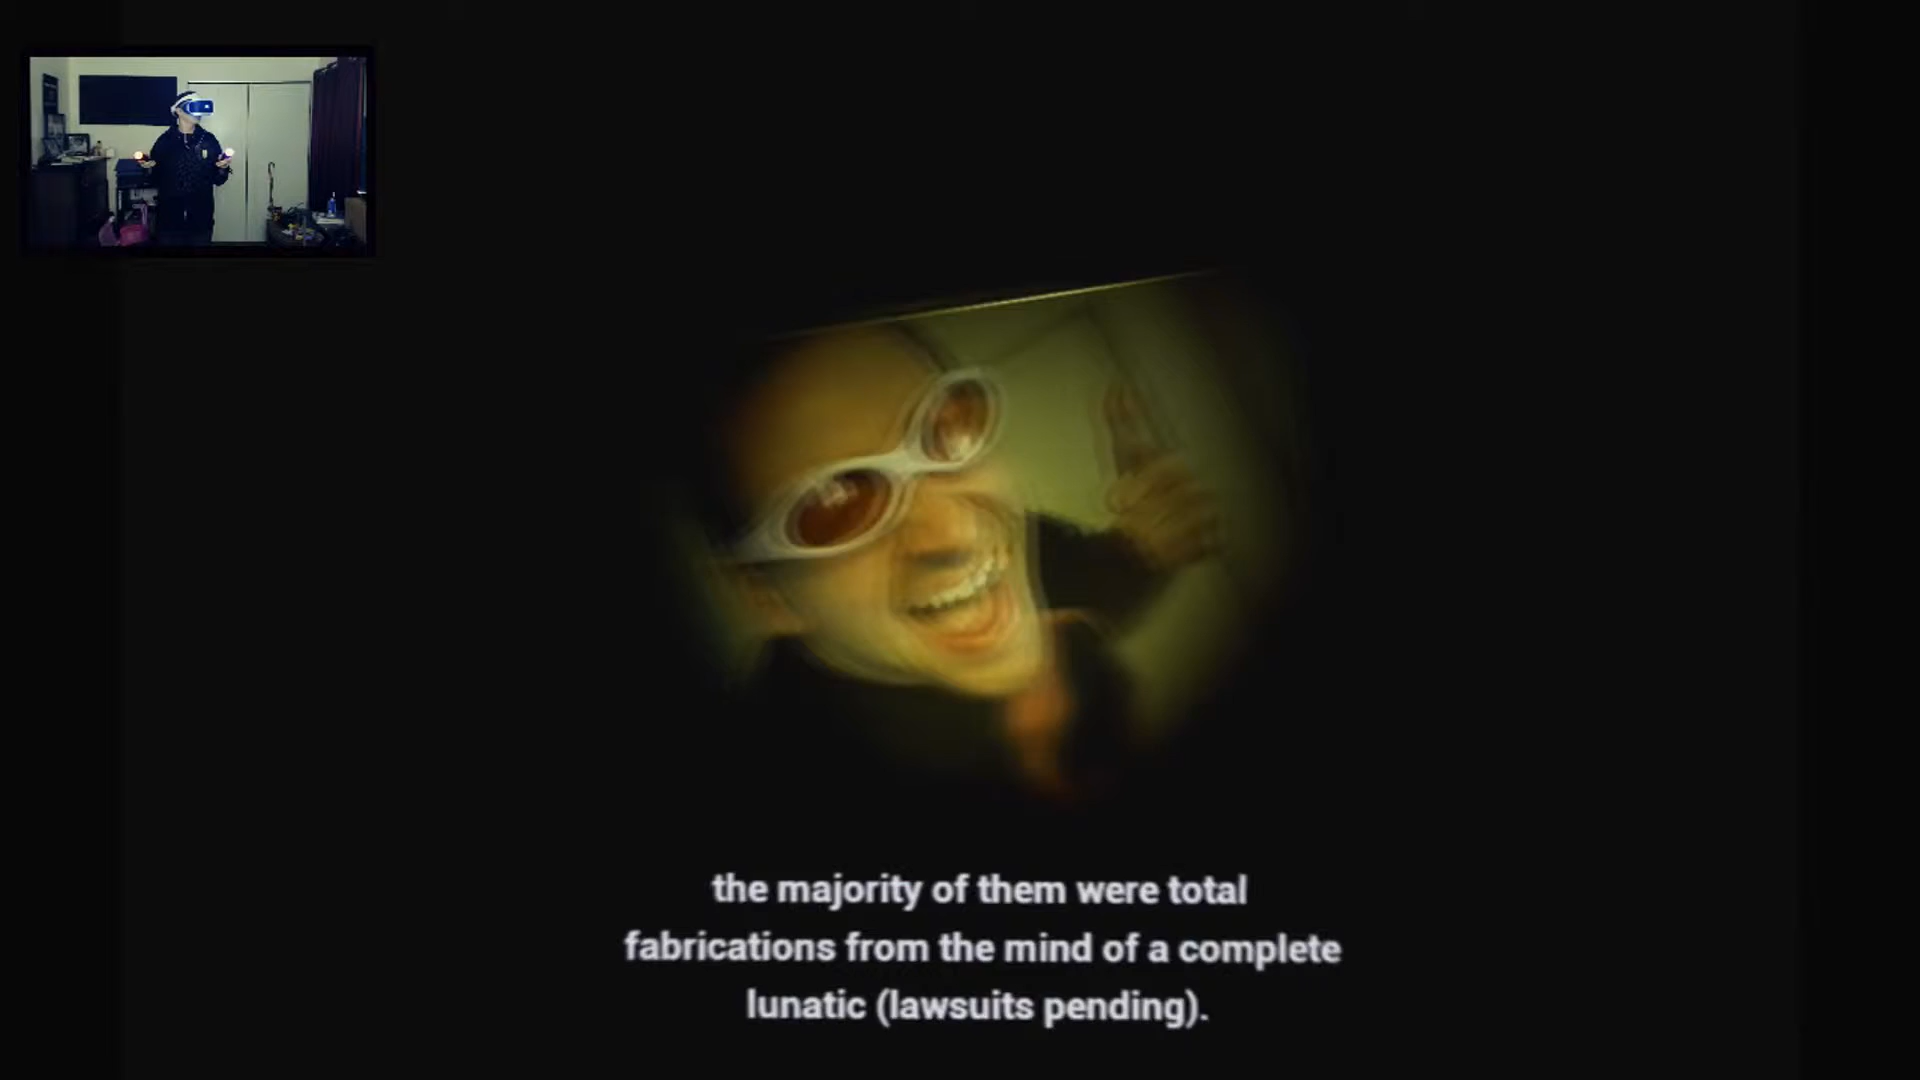 the majority of them were total
fabrications from the mind of a complete
lunatic (lawsuits pending).